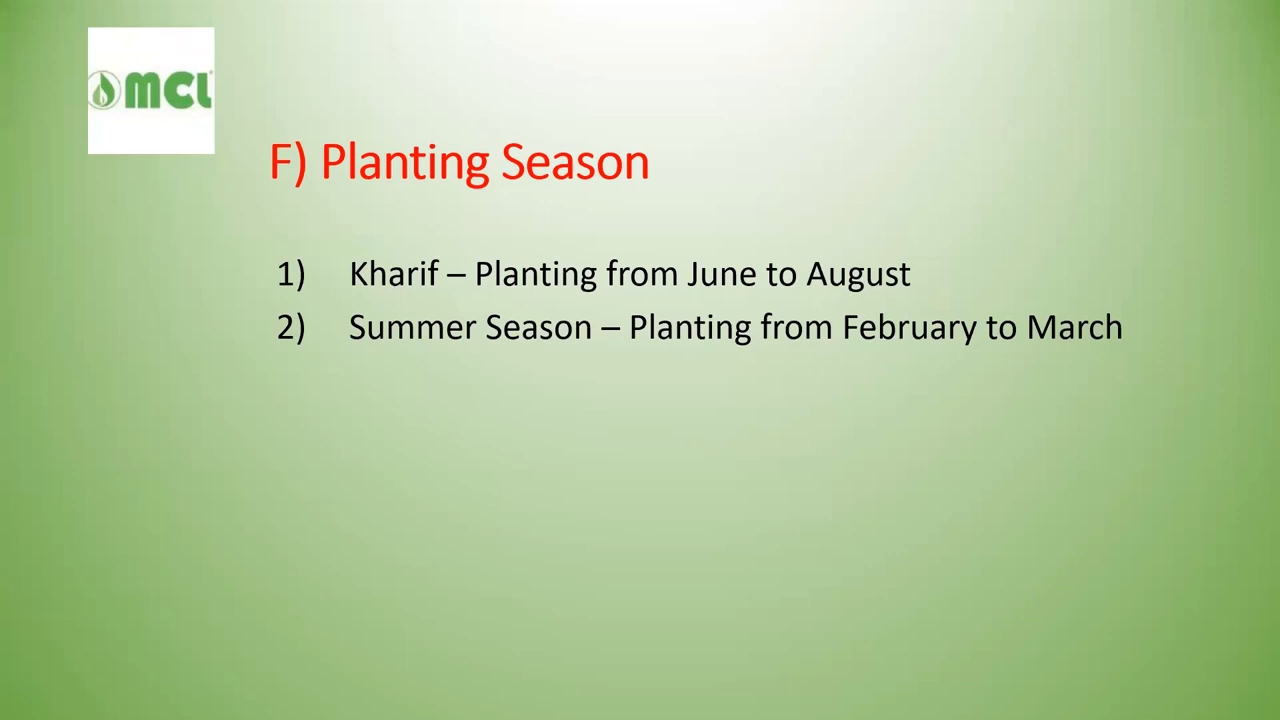 MCL
F) Planting Season
1) Kharif – Planting from June to August
2) Summer Season – Planting from February to March